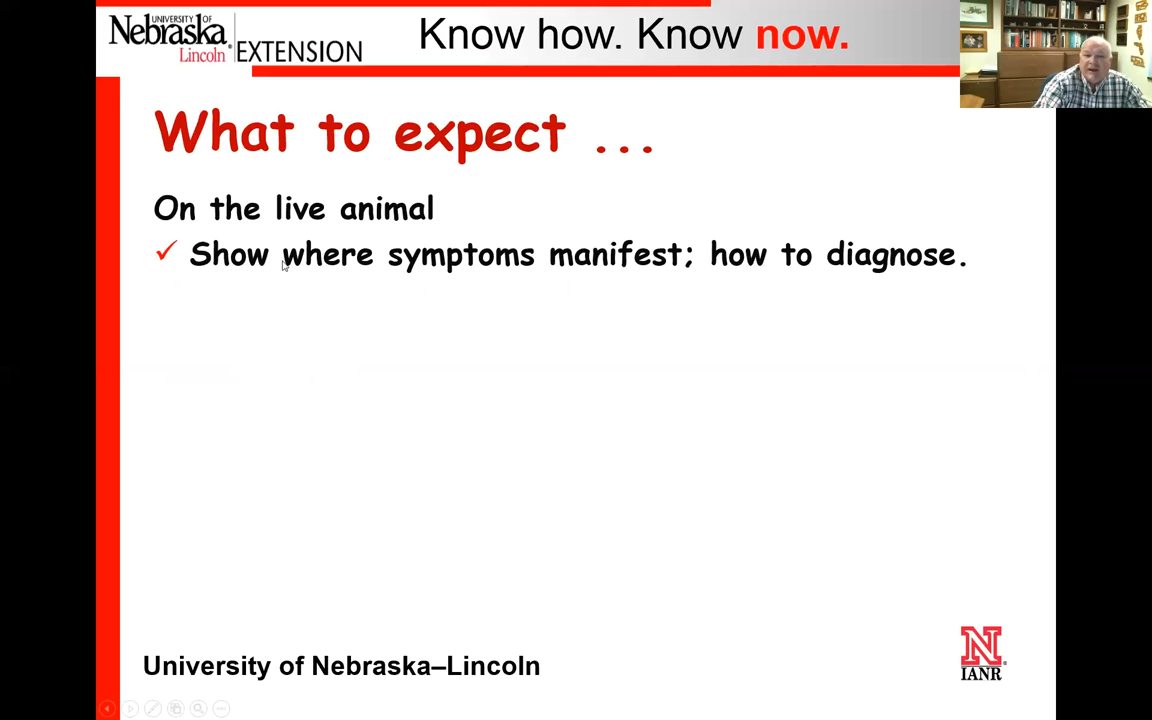 UNIVERSITY OF
Nebraska
Lincoln
EXTENSION
Know how. Know now.
What to expect ...
On the live animal
✓ Show where symptoms manifest; how to diagnose.
University of Nebraska–Lincoln
N
IANR